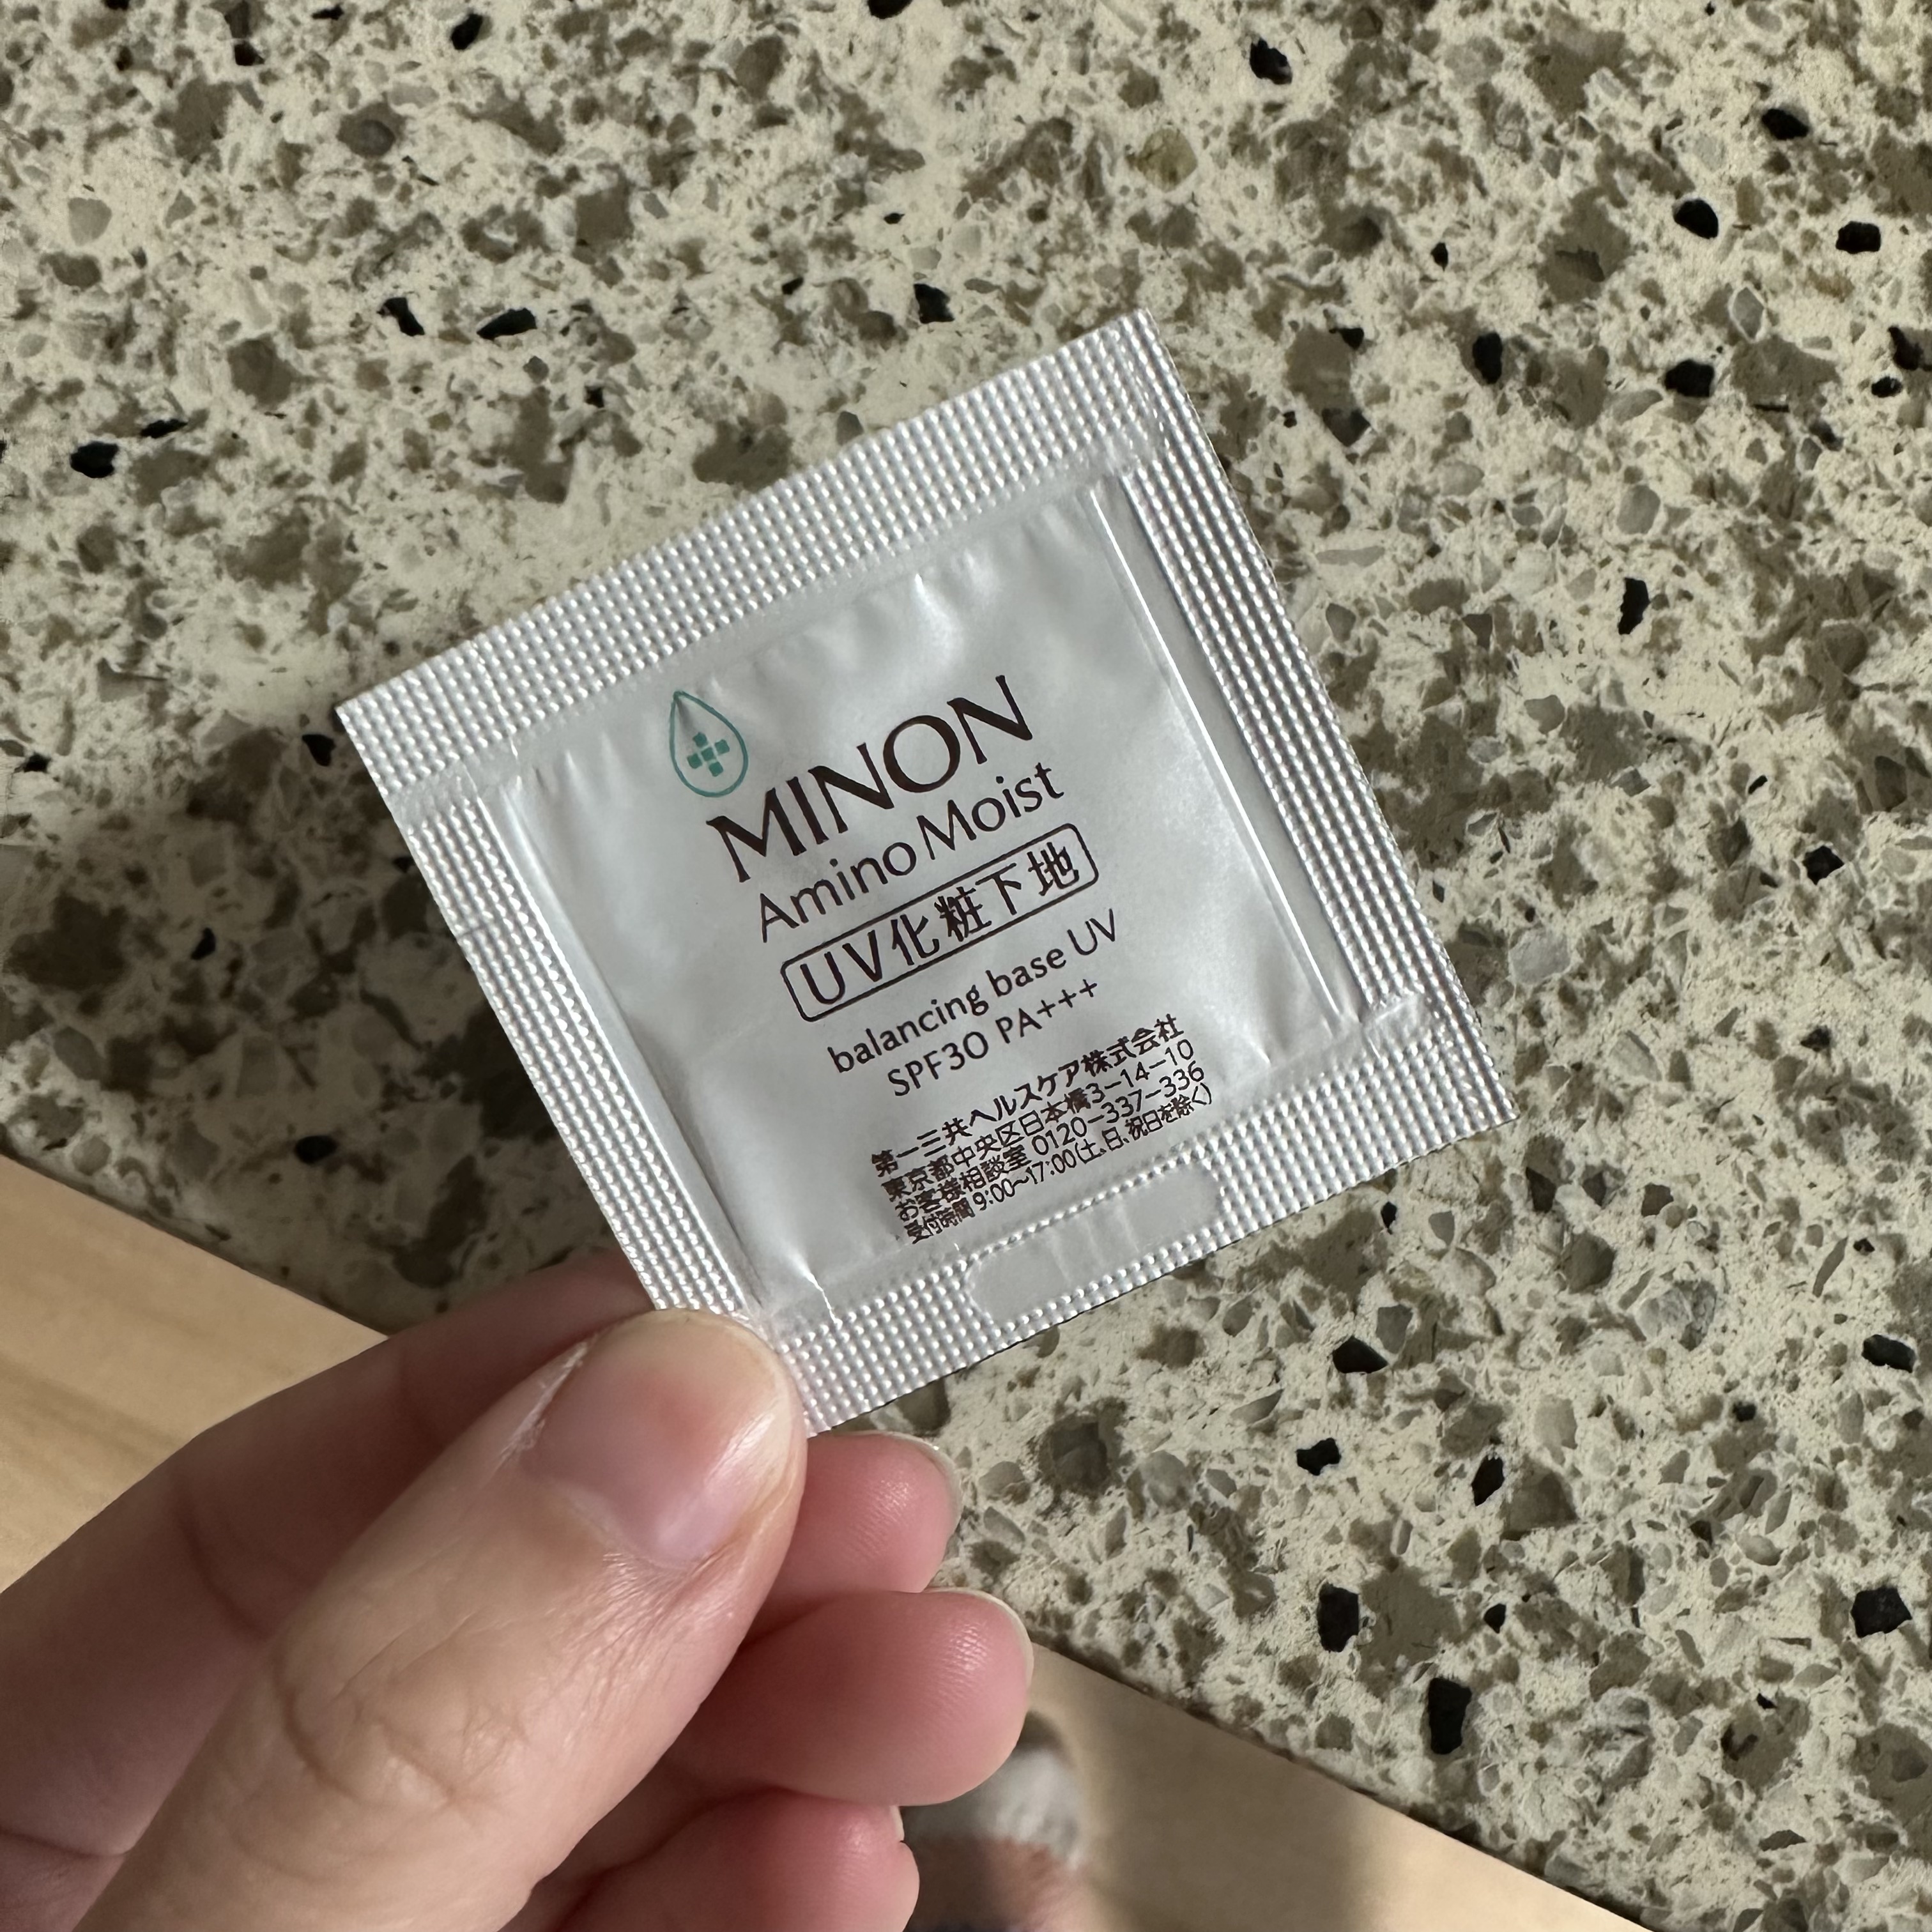 MINON
Amino Moist
UV化粧下地
balancing base UV
SPF30 PA+++
第一三共ヘルスケア株式会社
東京都中央区日本橋3-14-10
お客様相談室 0120-337-336
受付時間 9:00~17:00(土、日、祝日を除く)